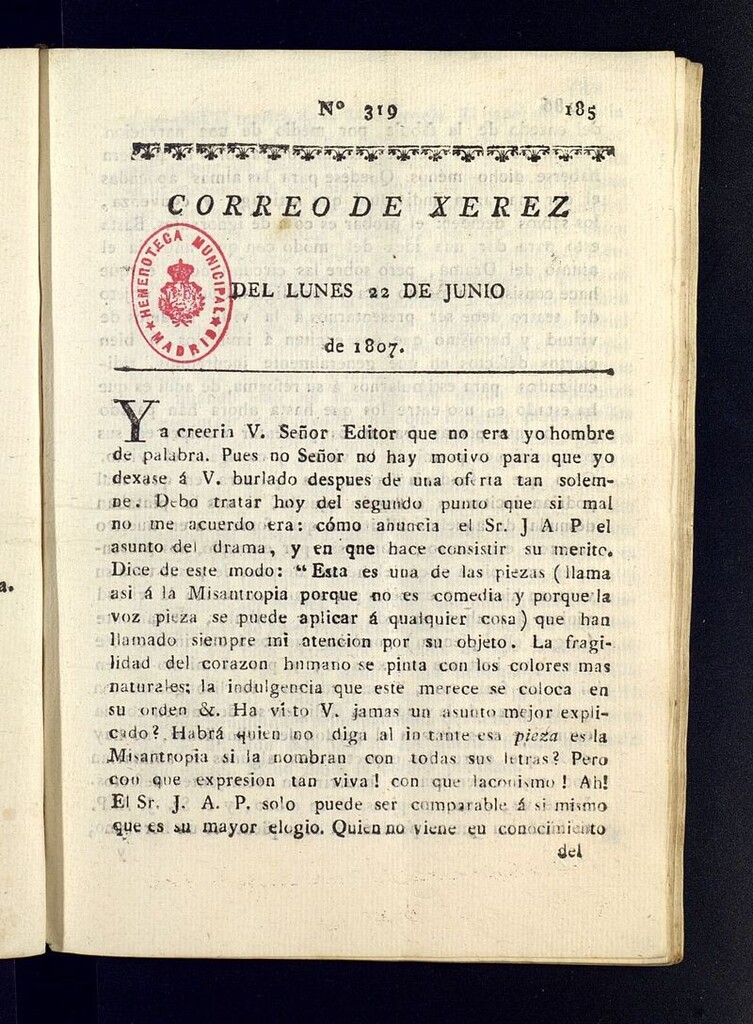 Nº 319 185
CORREO DE XEREZ
HEMEROTECA MUNICIPAL
MADRID
DEL LUNES 22 DE JUNIO
de 1807.
Ya creeria V. Señor Editor que no era yo hombre
de palabra. Pues no Señor no hay motivo para que yo
dexase á V. burlado despues de una oferta tan solem-
ne. Debo tratar hoy del segundo punto que si mal
no me acuerdo era: cómo anuncia el Sr. J A P el
asunto del drama, y en qne hace consistir su merito.
Dice de este modo: “Esta es una de las piezas (llama
asi á la Misantropia porque no es comedia y porque la
voz pieza se puede aplicar á qualquier cosa) que han
llamado siempre mi atencion por su objeto. La fragi-
lidad del corazon humano se pinta con los colores mas
naturales; la indulgencia que este merece se coloca en
su orden &. Ha visto V. jamas un asunto mejor expli-
cado? Habrá quien no diga al instante esa pieza es la
Misantropia si la nombran con todas sus letras? Pero
con que expresion tan viva! con que laconismo! Ah!
El Sr. J. A. P. solo puede ser comparable á si mismo
que es su mayor elogio. Quien no viene en conocimiento
del
a.